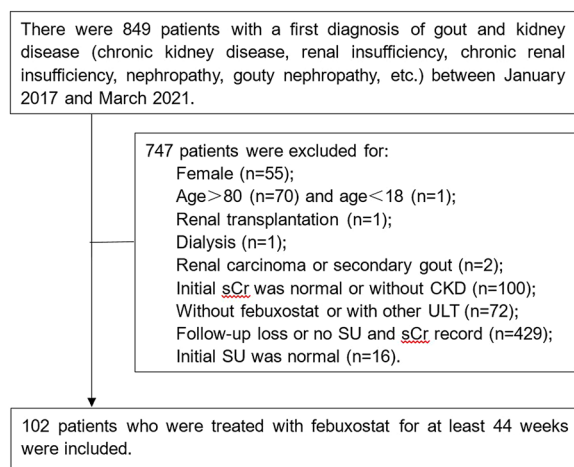 There were 849 patients with a first diagnosis of gout and kidney
disease (chronic kidney disease, renal insufficiency, chronic renal
insufficiency, nephropathy, gouty nephropathy, etc.) between January
2017 and March 2021.
747 patients were excluded for:
Female (n=55);
Age＞80 (n=70) and age＜18 (n=1);
Renal transplantation (n=1);
Dialysis (n=1);
Renal carcinoma or secondary gout (n=2);
Initial sCr was normal or without CKD (n=100);
Without febuxostat or with other ULT (n=72);
Follow-up loss or no SU and sCr record (n=429);
Initial SU was normal (n=16).
102 patients who were treated with febuxostat for at least 44 weeks
were included.